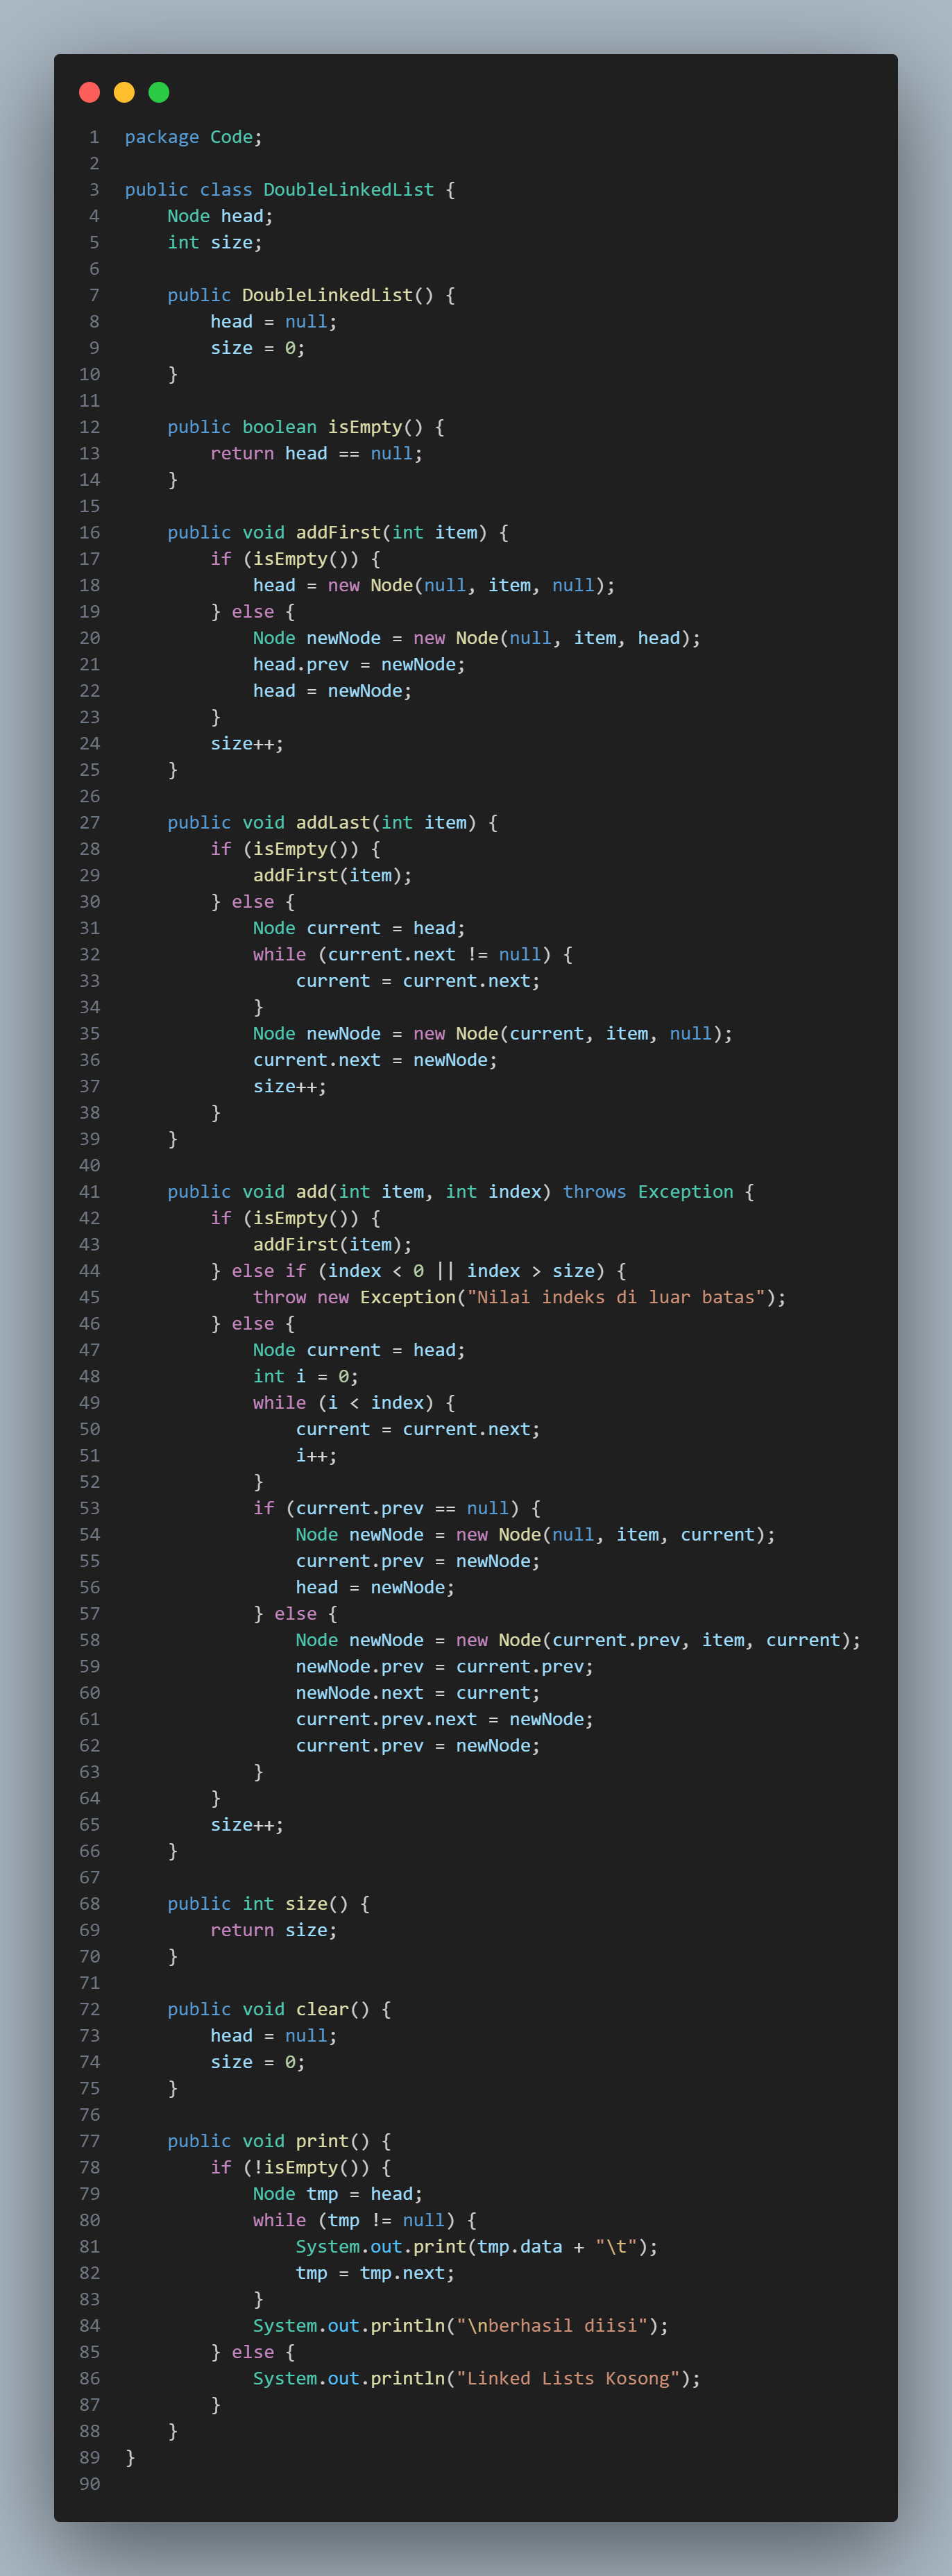 1 package Code;
2
3 public class DoubleLinkedList {
4     Node head;
5     int size;
6
7     public DoubleLinkedList() {
8         head = null;
9         size = 0;
10     }
11
12     public boolean isEmpty() {
13         return head == null;
14     }
15
16     public void addFirst(int item) {
17         if (isEmpty()) {
18             head = new Node(null, item, null);
19         } else {
20             Node newNode = new Node(null, item, head);
21             head.prev = newNode;
22             head = newNode;
23         }
24         size++;
25     }
26
27     public void addLast(int item) {
28         if (isEmpty()) {
29             addFirst(item);
30         } else {
31             Node current = head;
32             while (current.next != null) {
33                 current = current.next;
34             }
35             Node newNode = new Node(current, item, null);
36             current.next = newNode;
37             size++;
38         }
39     }
40
41     public void add(int item, int index) throws Exception {
42         if (isEmpty()) {
43             addFirst(item);
44         } else if (index < 0 || index > size) {
45             throw new Exception("Nilai indeks di luar batas");
46         } else {
47             Node current = head;
48             int i = 0;
49             while (i < index) {
50                 current = current.next;
51                 i++;
52             }
53             if (current.prev == null) {
54                 Node newNode = new Node(null, item, current);
55                 current.prev = newNode;
56                 head = newNode;
57             } else {
58                 Node newNode = new Node(current.prev, item, current);
59                 newNode.prev = current.prev;
60                 newNode.next = current;
61                 current.prev.next = newNode;
62                 current.prev = newNode;
63             }
64         }
65         size++;
66     }
67
68     public int size() {
69         return size;
70     }
71
72     public void clear() {
73         head = null;
74         size = 0;
75     }
76
77     public void print() {
78         if (!isEmpty()) {
79             Node tmp = head;
80             while (tmp != null) {
81                 System.out.print(tmp.data + "\t");
82                 tmp = tmp.next;
83             }
84             System.out.println("\nberhasil diisi");
85         } else {
86             System.out.println("Linked Lists Kosong");
87         }
88     }
89 }
90